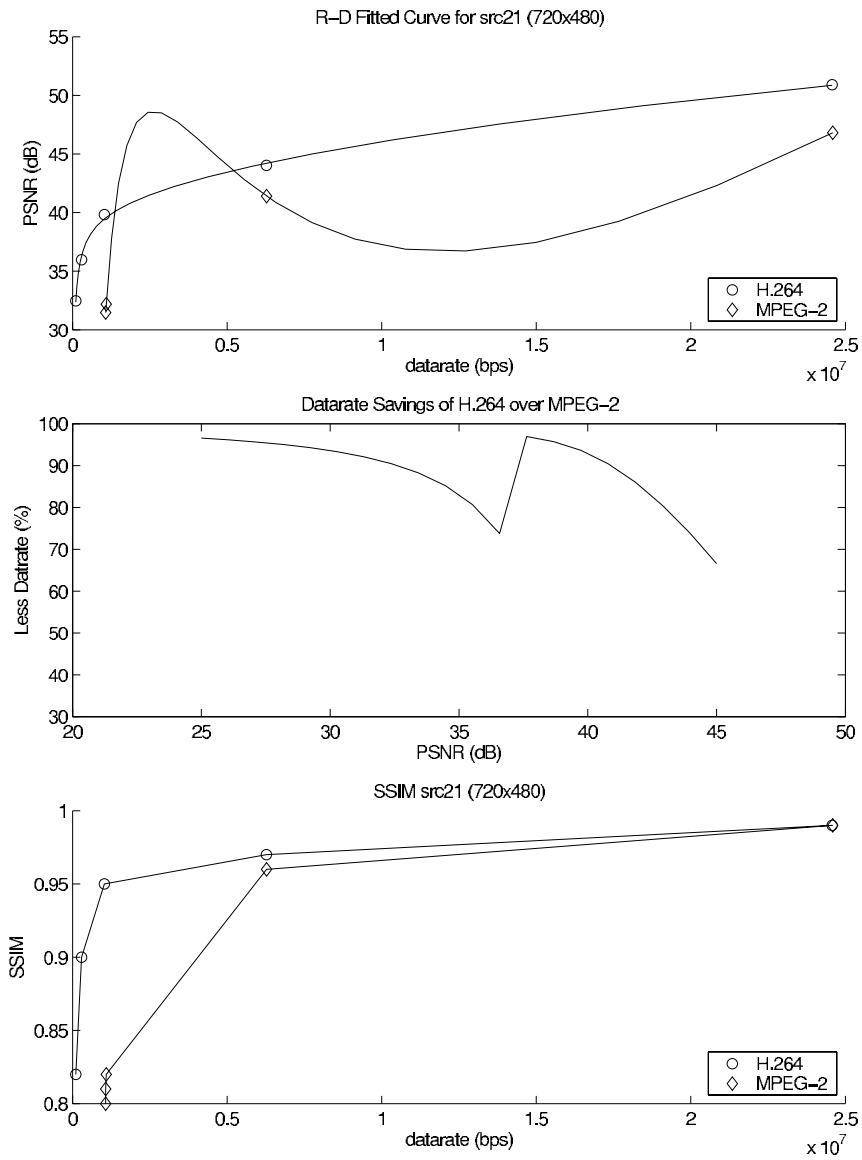 R−D Fitted Curve for src21 (720x480)
PSNR (dB)
55
50
45
40
35
30
H.264
MPEG−2
0 0.5 1 1.5 2 2.5
datarate (bps)
x 10^7
Datarate Savings of H.264 over MPEG−2
Less Datrate (%)
100
90
80
70
60
50
40
30
20 25 30 35 40 45 50
PSNR (dB)
SSIM src21 (720x480)
SSIM
1
0.95
0.9
0.85
0.8
H.264
MPEG−2
0 0.5 1 1.5 2 2.5
datarate (bps)
x 10^7